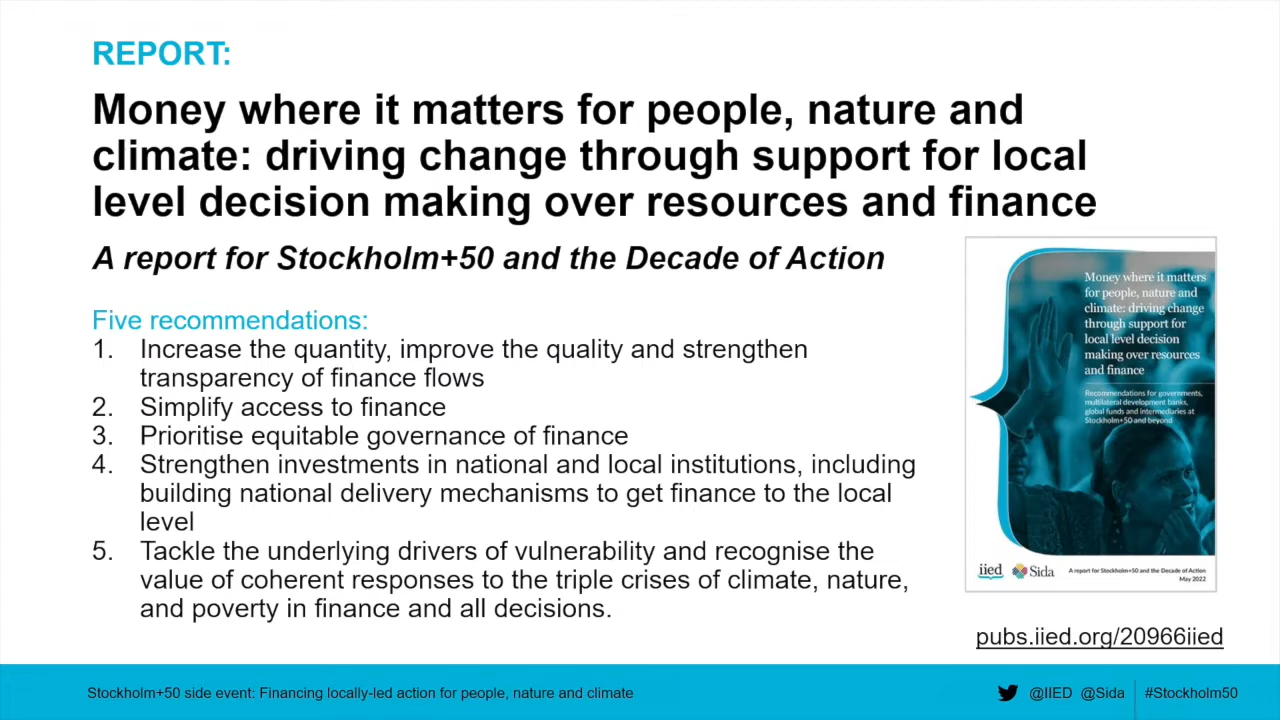 REPORT:
Money where it matters for people, nature and
climate: driving change through support for local
level decision making over resources and finance
A report for Stockholm+50 and the Decade of Action
Five recommendations:
1. Increase the quantity, improve the quality and strengthen
transparency of finance flows
2. Simplify access to finance
3. Prioritise equitable governance of finance
4. Strengthen investments in national and local institutions, including
building national delivery mechanisms to get finance to the local
level
5. Tackle the underlying drivers of vulnerability and recognise the
value of coherent responses to the triple crises of climate, nature,
and poverty in finance and all decisions.
Money where it matters
for people, nature and
climate: driving change
through support for
local level decision
making over resources
and finance
Recommendations for governments,
multilateral development banks,
global funds and intermediaries at
Stockholm+50 and beyond
iied Sida
A report for Stockholm+50 and the Decade of Action
May 2022
pubs.iied.org/20966iied
Stockholm+50 side event: Financing locally-led action for people, nature and climate
@IIED @Sida #Stockholm50